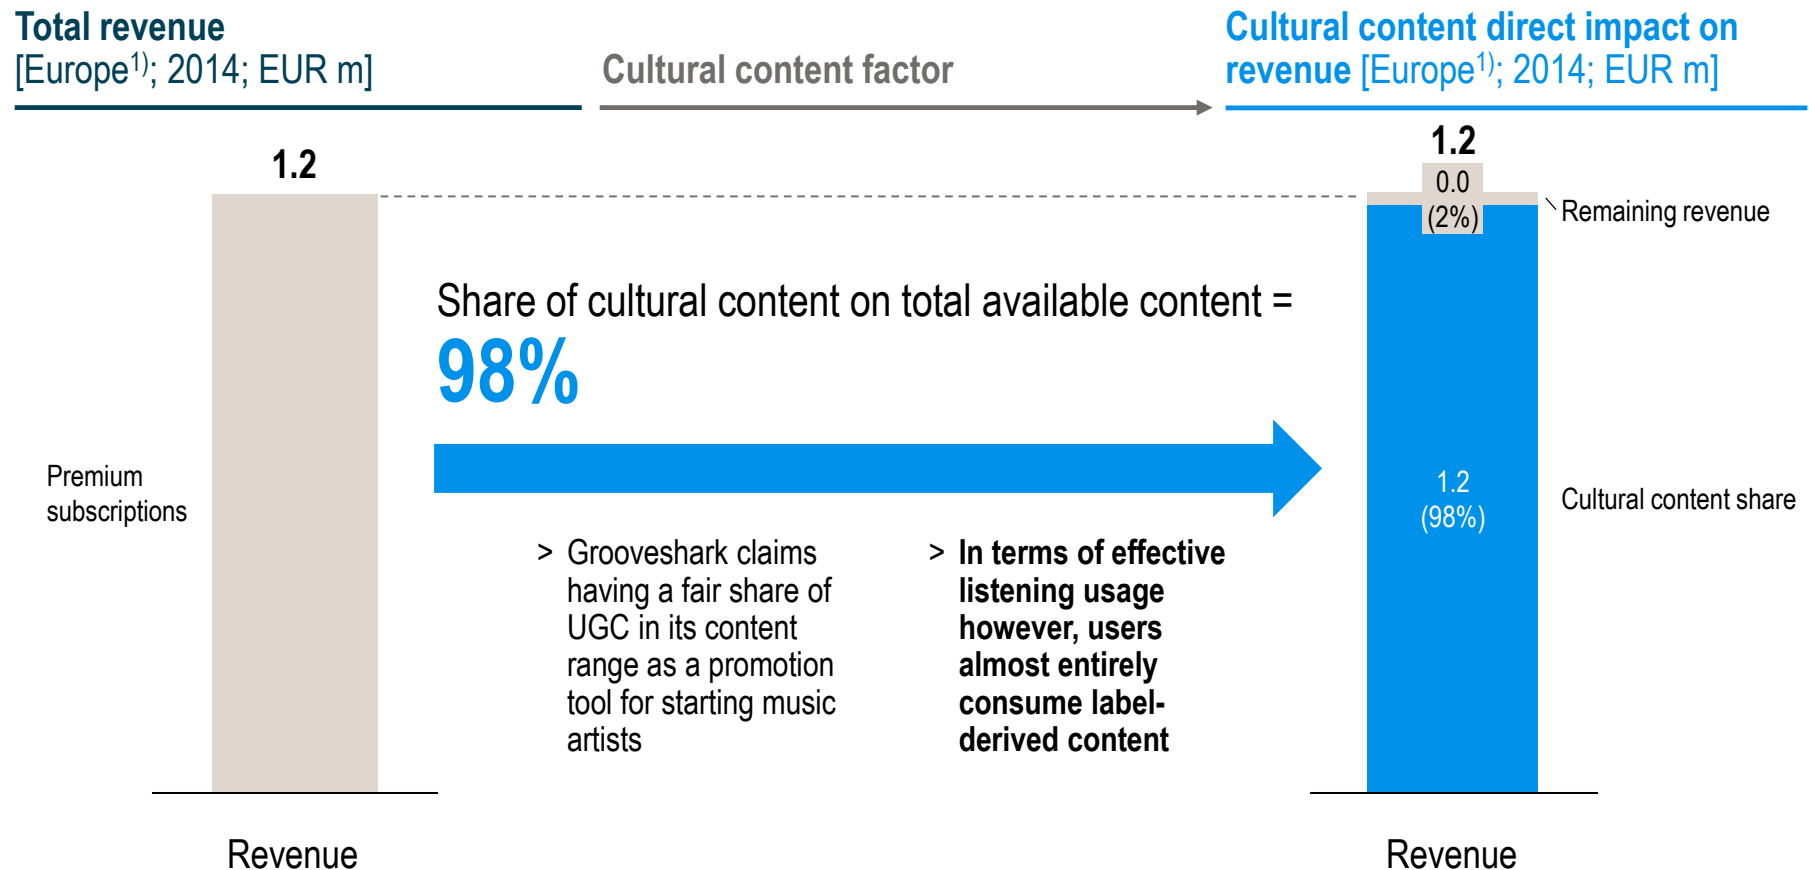 Total revenue
[Europe1); 2014; EUR m]
Cultural content factor
Cultural content direct impact on
revenue [Europe1); 2014; EUR m]
1.2
Premium
subscriptions
Revenue
Share of cultural content on total available content =
98%
> Grooveshark claims
having a fair share of
UGC in its content
range as a promotion
tool for starting music
artists
> In terms of effective
listening usage
however, users
almost entirely
consume label-
derived content
1.2
0.0
(2%)
Remaining revenue
1.2
(98%)
Cultural content share
Revenue